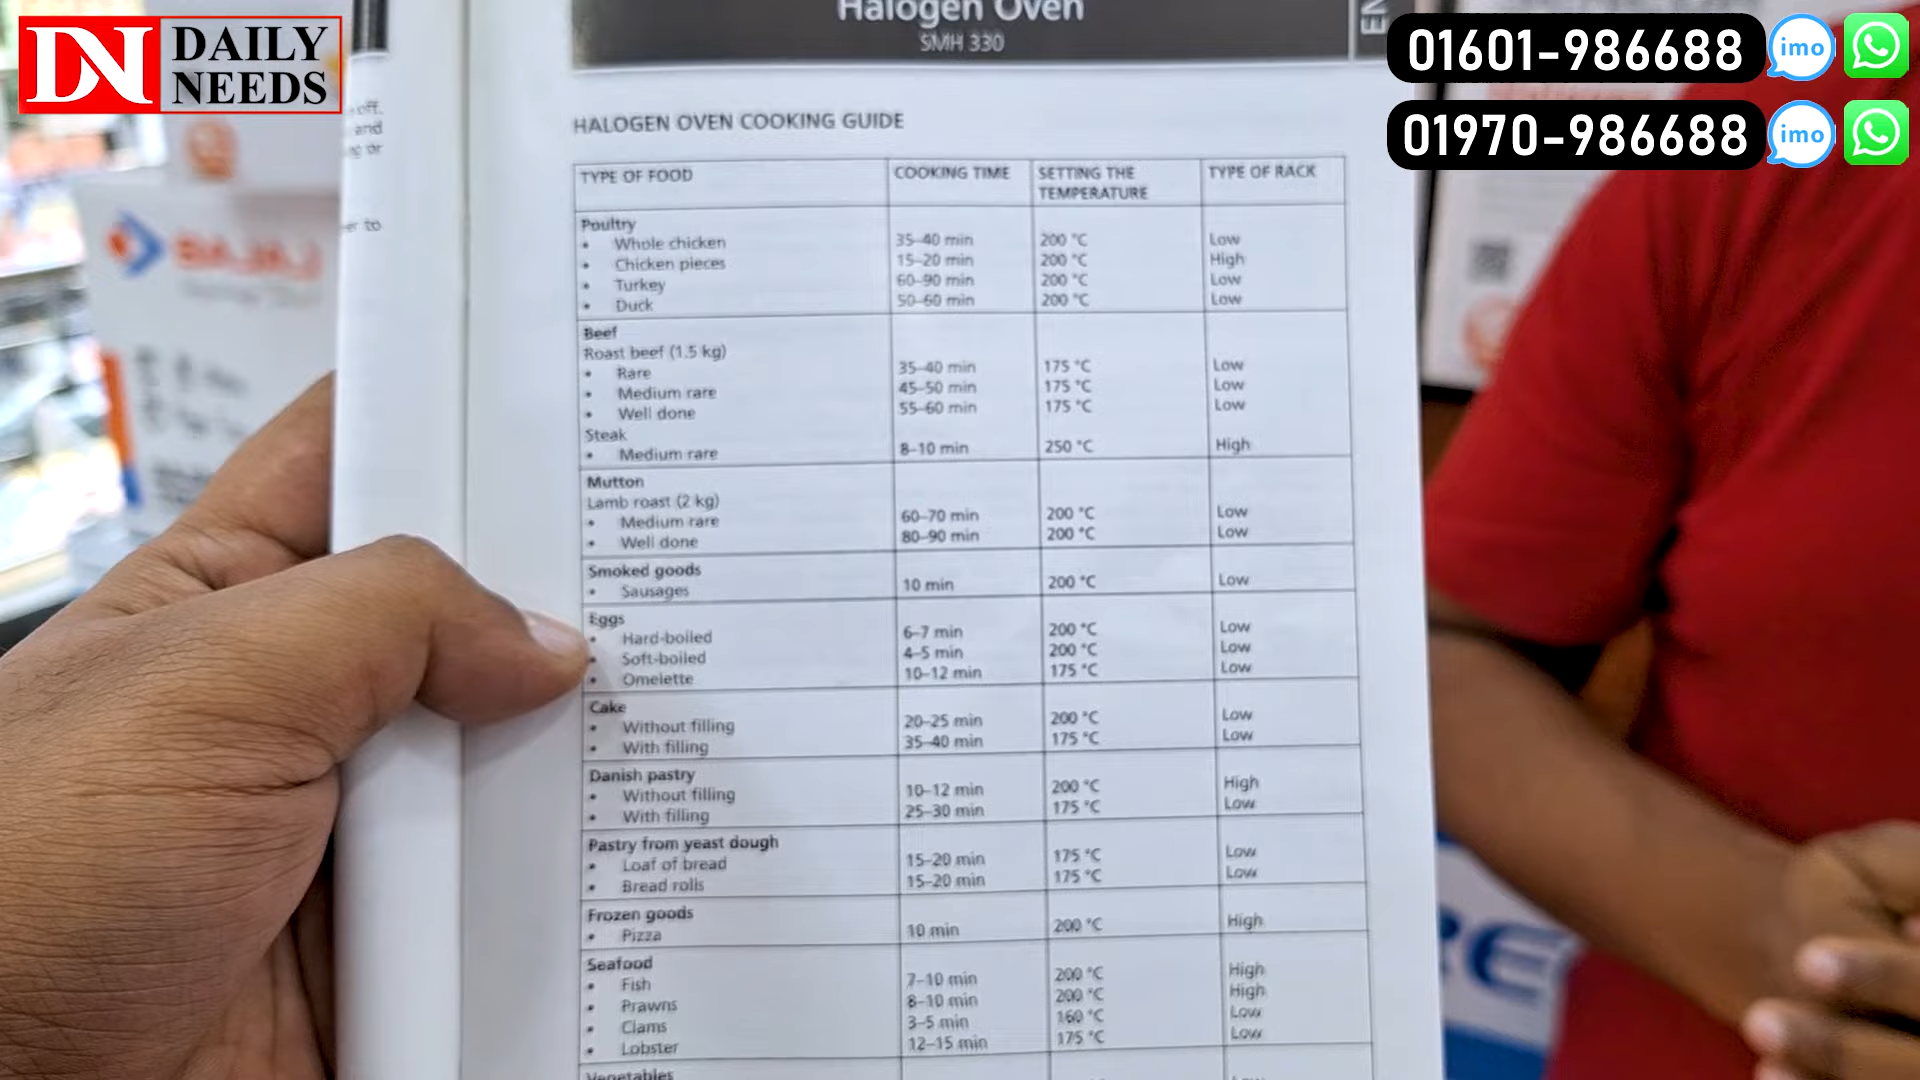 DN DAILY NEEDS
01601-986688 imo
01970-986688 imo
off.
and
ng or
er to
BAJAJ
Halogen Oven
SMH 330
EN
HALOGEN OVEN COOKING GUIDE
TYPE OF FOOD COOKING TIME SETTING THE TEMPERATURE TYPE OF RACK
Poultry
• Whole chicken 35–40 min 200 °C Low
• Chicken pieces 15–20 min 200 °C High
• Turkey 60–90 min 200 °C Low
• Duck 50–60 min 200 °C Low
Beef
Roast beef (1.5 kg)
• Rare 35–40 min 175 °C Low
• Medium rare 45–50 min 175 °C Low
• Well done 55–60 min 175 °C Low
Steak
• Medium rare 8–10 min 250 °C High
Mutton
Lamb roast (2 kg)
• Medium rare 60–70 min 200 °C Low
• Well done 80–90 min 200 °C Low
Smoked goods
• Sausages 10 min 200 °C Low
Eggs
• Hard-boiled 6–7 min 200 °C Low
• Soft-boiled 4–5 min 200 °C Low
• Omelette 10–12 min 175 °C Low
Cake
• Without filling 20–25 min 200 °C Low
• With filling 35–40 min 175 °C Low
Danish pastry
• Without filling 10–12 min 200 °C High
• With filling 25–30 min 175 °C Low
Pastry from yeast dough
• Loaf of bread 15–20 min 175 °C Low
• Bread rolls 15–20 min 175 °C Low
Frozen goods
• Pizza 10 min 200 °C High
Seafood
• Fish 7–10 min 200 °C High
• Prawns 8–10 min 200 °C High
• Clams 3–5 min 160 °C Low
• Lobster 12–15 min 175 °C Low
Vegetables
Low